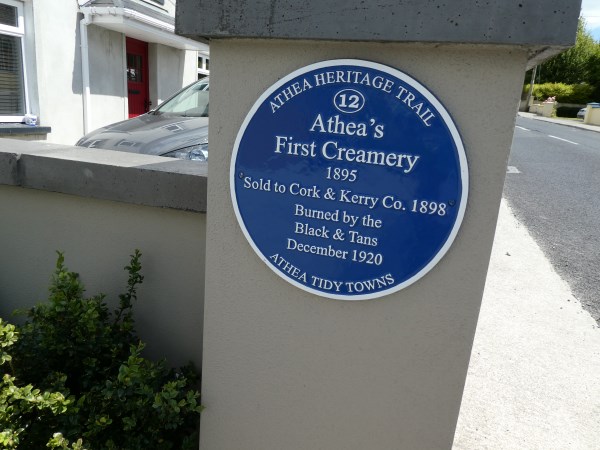 ATHEA HERITAGE TRAIL
12
Athea's
First Creamery
1895
Sold to Cork & Kerry Co. 1898
Burned by the
Black & Tans
December 1920
ATHEA TIDY TOWNS